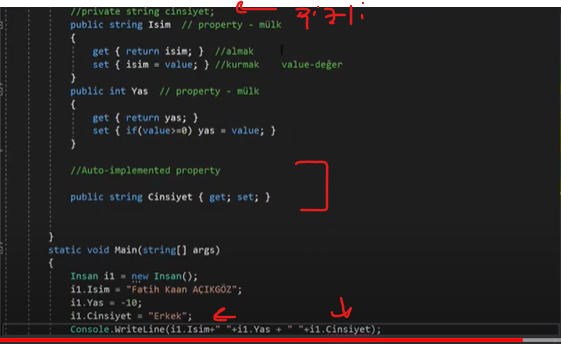 //private string cinsiyet; gizli
public string Isim // property - mülk
{
get { return isim; } //almak
set { isim = value; } //kurmak value-değer
}
public int Yas // property - mülk
{
get { return yas; }
set { if(value>=0) yas = value; }
}
//Auto-implemented property
public string Cinsiyet { get; set; }
}
static void Main(string[] args)
{
Insan i1 = new Insan();
i1.Isim = "Fatih Kaan AÇIKGÖZ";
i1.Yas = -10;
i1.Cinsiyet = "Erkek";
Console.WriteLine(i1.Isim+" "+i1.Yas + " "+i1.Cinsiyet);